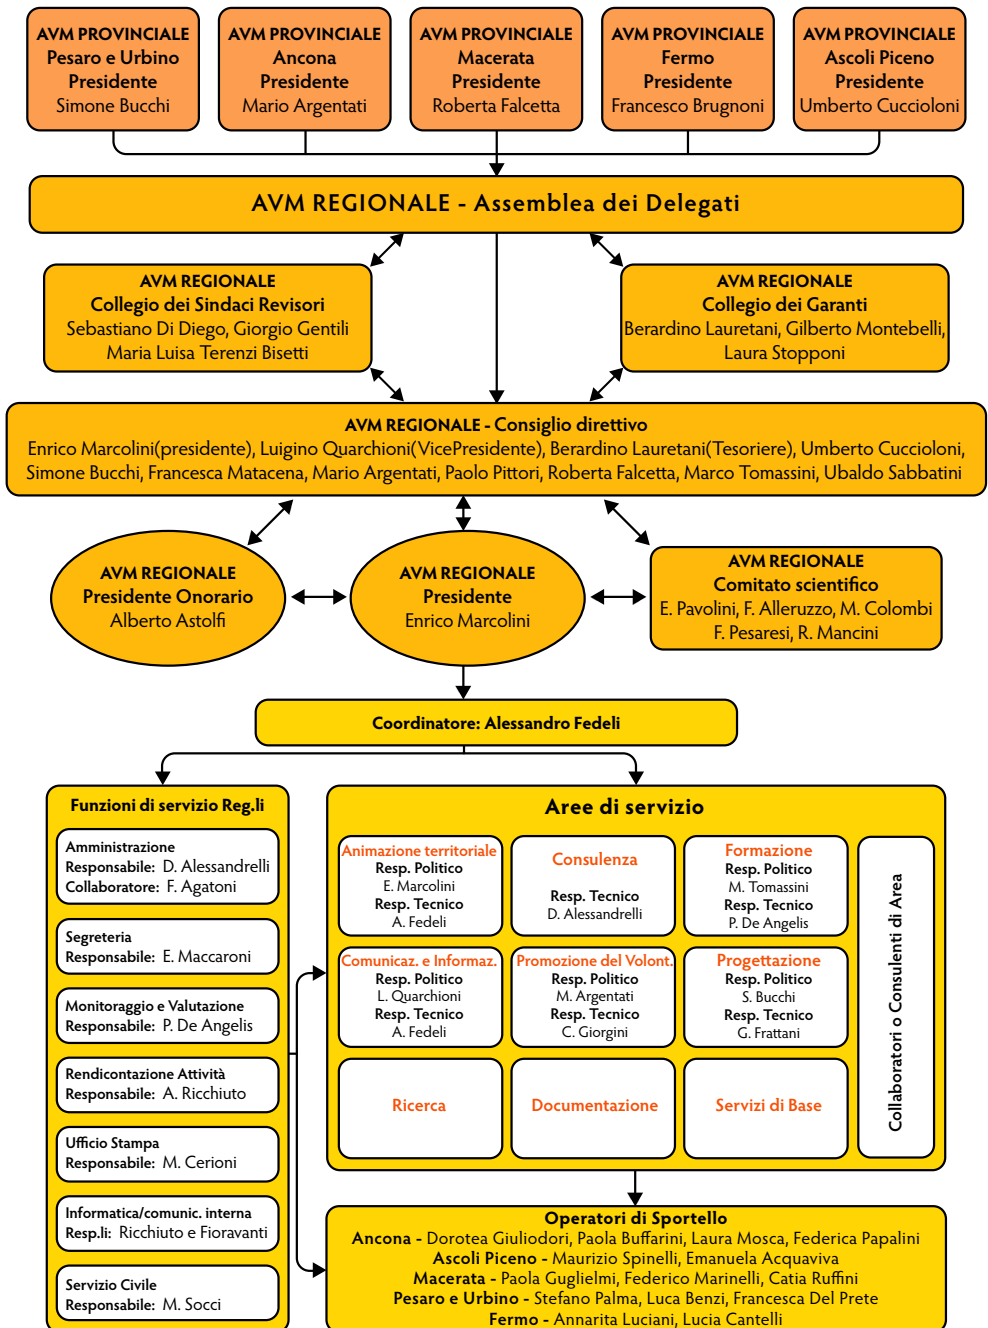 AVM PROVINCIALE
Pesaro e Urbino
Presidente
Simone Bucchi
AVM PROVINCIALE
Ancona
Presidente
Mario Argentati
AVM PROVINCIALE
Macerata
Presidente
Roberta Falcetta
AVM PROVINCIALE
Fermo
Presidente
Francesco Brugnoni
AVM PROVINCIALE
Ascoli Piceno
Presidente
Umberto Cuccioloni
AVM REGIONALE - Assemblea dei Delegati
AVM REGIONALE
Collegio dei Sindaci Revisori
Sebastiano Di Diego, Giorgio Gentili
Maria Luisa Terenzi Bisetti
AVM REGIONALE
Collegio dei Garanti
Berardino Lauretani, Gilberto Montebelli,
Laura Stopponi
AVM REGIONALE - Consiglio direttivo
Enrico Marcolini(presidente), Luigino Quarchioni(VicePresidente), Berardino Lauretani(Tesoriere), Umberto Cuccioloni,
Simone Bucchi, Francesca Matacena, Mario Argentati, Paolo Pittori, Roberta Falcetta, Marco Tomassini, Ubaldo Sabbatini
AVM REGIONALE
Presidente Onorario
Alberto Astolfi
AVM REGIONALE
Presidente
Enrico Marcolini
AVM REGIONALE
Comitato scientifico
E. Pavolini, F. Alleruzzo, M. Colombi
F. Pesaresi, R. Mancini
Coordinatore: Alessandro Fedeli
Funzioni di servizio Reg.li
Amministrazione
Responsabile: D. Alessandrelli
Collaboratore: F. Agatoni
Segreteria
Responsabile: E. Maccaroni
Monitoraggio e Valutazione
Responsabile: P. De Angelis
Rendicontazione Attività
Responsabile: A. Ricchiuto
Ufficio Stampa
Responsabile: M. Cerioni
Informatica/comunic. interna
Resp.li: Ricchiuto e Fioravanti
Servizio Civile
Responsabile: M. Socci
Aree di servizio
Animazione territoriale
Resp. Politico
E. Marcolini
Resp. Tecnico
A. Fedeli
Consulenza
Resp. Tecnico
D. Alessandrelli
Formazione
Resp. Politico
M. Tomassini
Resp. Tecnico
P. De Angelis
Comunicaz. e Informaz.
Resp. Politico
L. Quarchioni
Resp. Tecnico
A. Fedeli
Promozione del Volont.
Resp. Politico
M. Argentati
Resp. Tecnico
C. Giorgini
Progettazione
Resp. Politico
S. Bucchi
Resp. Tecnico
G. Frattani
Ricerca
Documentazione
Servizi di Base
Collaboratori o Consulenti di Area
Operatori di Sportello
Ancona - Dorotea Giuliodori, Paola Buffarini, Laura Mosca, Federica Papalini
Ascoli Piceno - Maurizio Spinelli, Emanuela Acquaviva
Macerata - Paola Guglielmi, Federico Marinelli, Catia Ruffini
Pesaro e Urbino - Stefano Palma, Luca Benzi, Francesca Del Prete
Fermo - Annarita Luciani, Lucia Cantelli